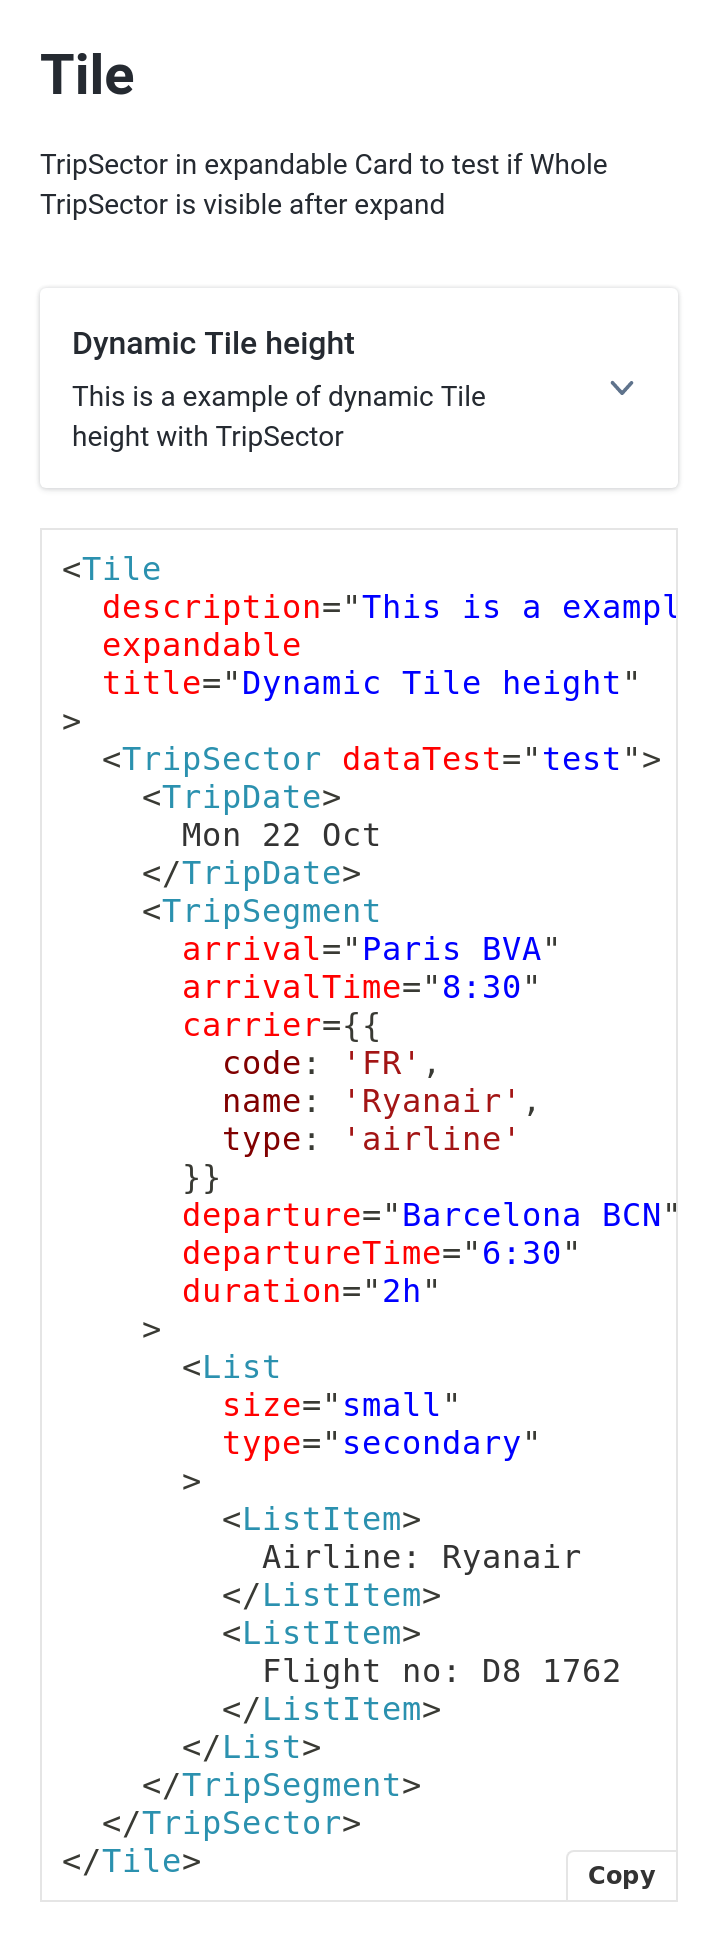 Tile
TripSector in expandable Card to test if Whole
TripSector is visible after expand
Dynamic Tile height
This is a example of dynamic Tile
height with TripSector
<Tile
  description="This is a exampl
  expandable
  title="Dynamic Tile height"
>
  <TripSector dataTest="test">
    <TripDate>
      Mon 22 Oct
    </TripDate>
    <TripSegment
      arrival="Paris BVA"
      arrivalTime="8:30"
      carrier={{
        code: 'FR',
        name: 'Ryanair',
        type: 'airline'
      }}
      departure="Barcelona BCN"
      departureTime="6:30"
      duration="2h"
    >
      <List
        size="small"
        type="secondary"
      >
        <ListItem>
          Airline: Ryanair
        </ListItem>
        <ListItem>
          Flight no: D8 1762
        </ListItem>
      </List>
    </TripSegment>
  </TripSector>
</Tile>
Copy